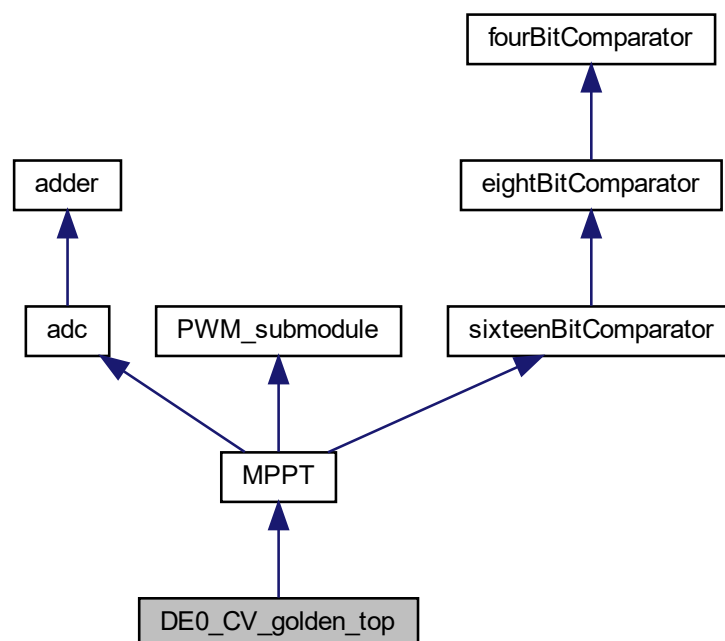 fourBitComparator
adder
eightBitComparator
adc
PWM_submodule
sixteenBitComparator
MPPT
DE0_CV_golden_top